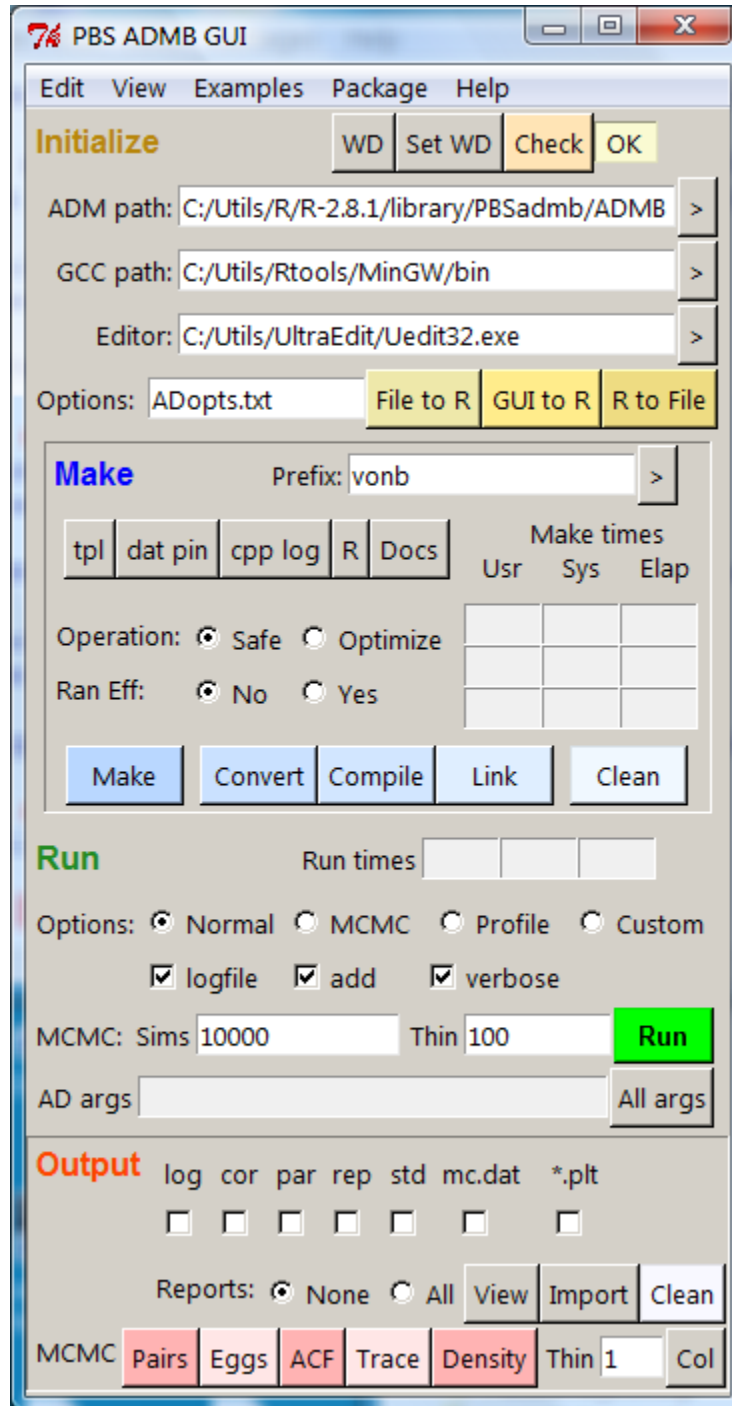 PBS ADMB GUI
Edit View Examples Package Help
Initialize WD Set WD Check OK
ADM path: C:/Utils/R/R-2.8.1/library/PBSadmb/ADMB >
GCC path: C:/Utils/Rtools/MinGW/bin >
Editor: C:/Utils/UltraEdit/Uedit32.exe >
Options: ADopts.txt File to R GUI to R R to File
Make Prefix: vonb >
tpl dat pin cpp log R Docs Make times
Usr Sys Elap
Operation: Safe Optimize
Ran Eff: No Yes
Make Convert Compile Link Clean
Run Run times
Options: Normal MCMC Profile Custom
logfile add verbose
MCMC: Sims 10000 Thin 100 Run
AD args All args
Output log cor par rep std mc.dat *.plt
Reports: None All View Import Clean
MCMC Pairs Eggs ACF Trace Density Thin 1 Col